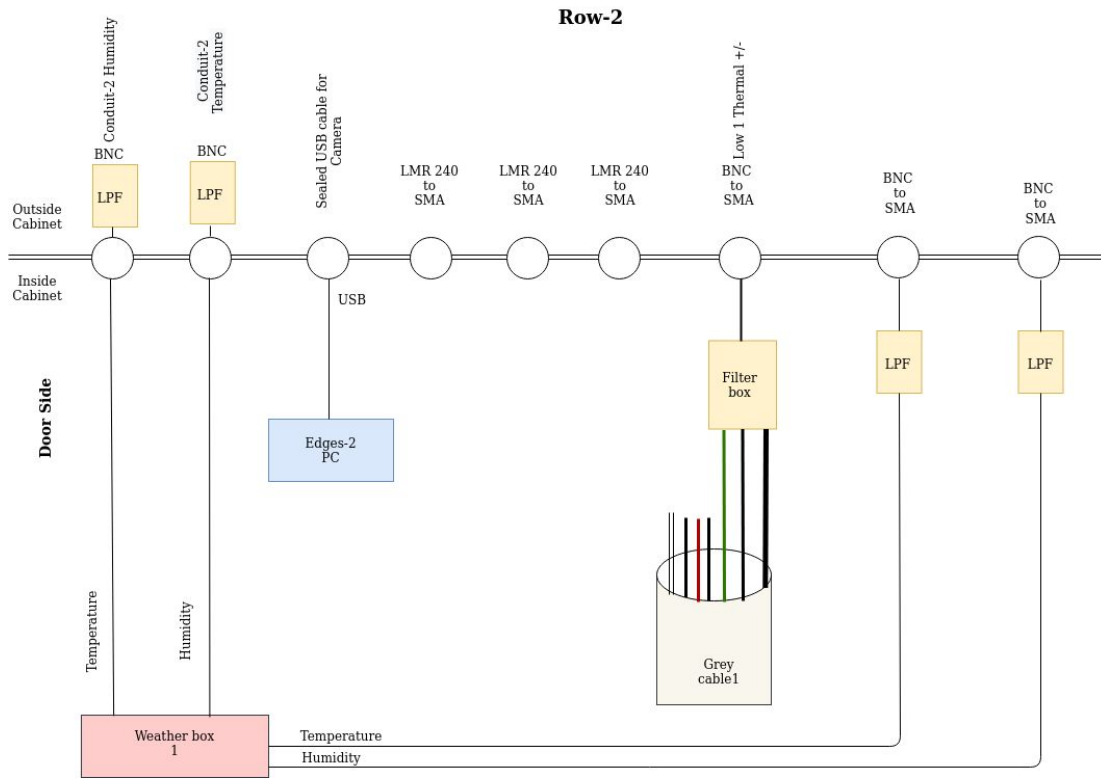 Row-2
Conduit-2 Humidity
Conduit-2
Temperature
Sealed USB cable for
Camera
Low 1 Thermal +/-
BNC
BNC
LMR 240
to
SMA
LMR 240
to
SMA
LMR 240
to
SMA
BNC
to
SMA
BNC
to
SMA
BNC
to
SMA
LPF
LPF
Outside
Cabinet
Inside
Cabinet
USB
Door Side
Filter
box
LPF
LPF
Edges-2
PC
Temperature
Humidity
Grey
cable1
Weather box
1
Temperature
Humidity